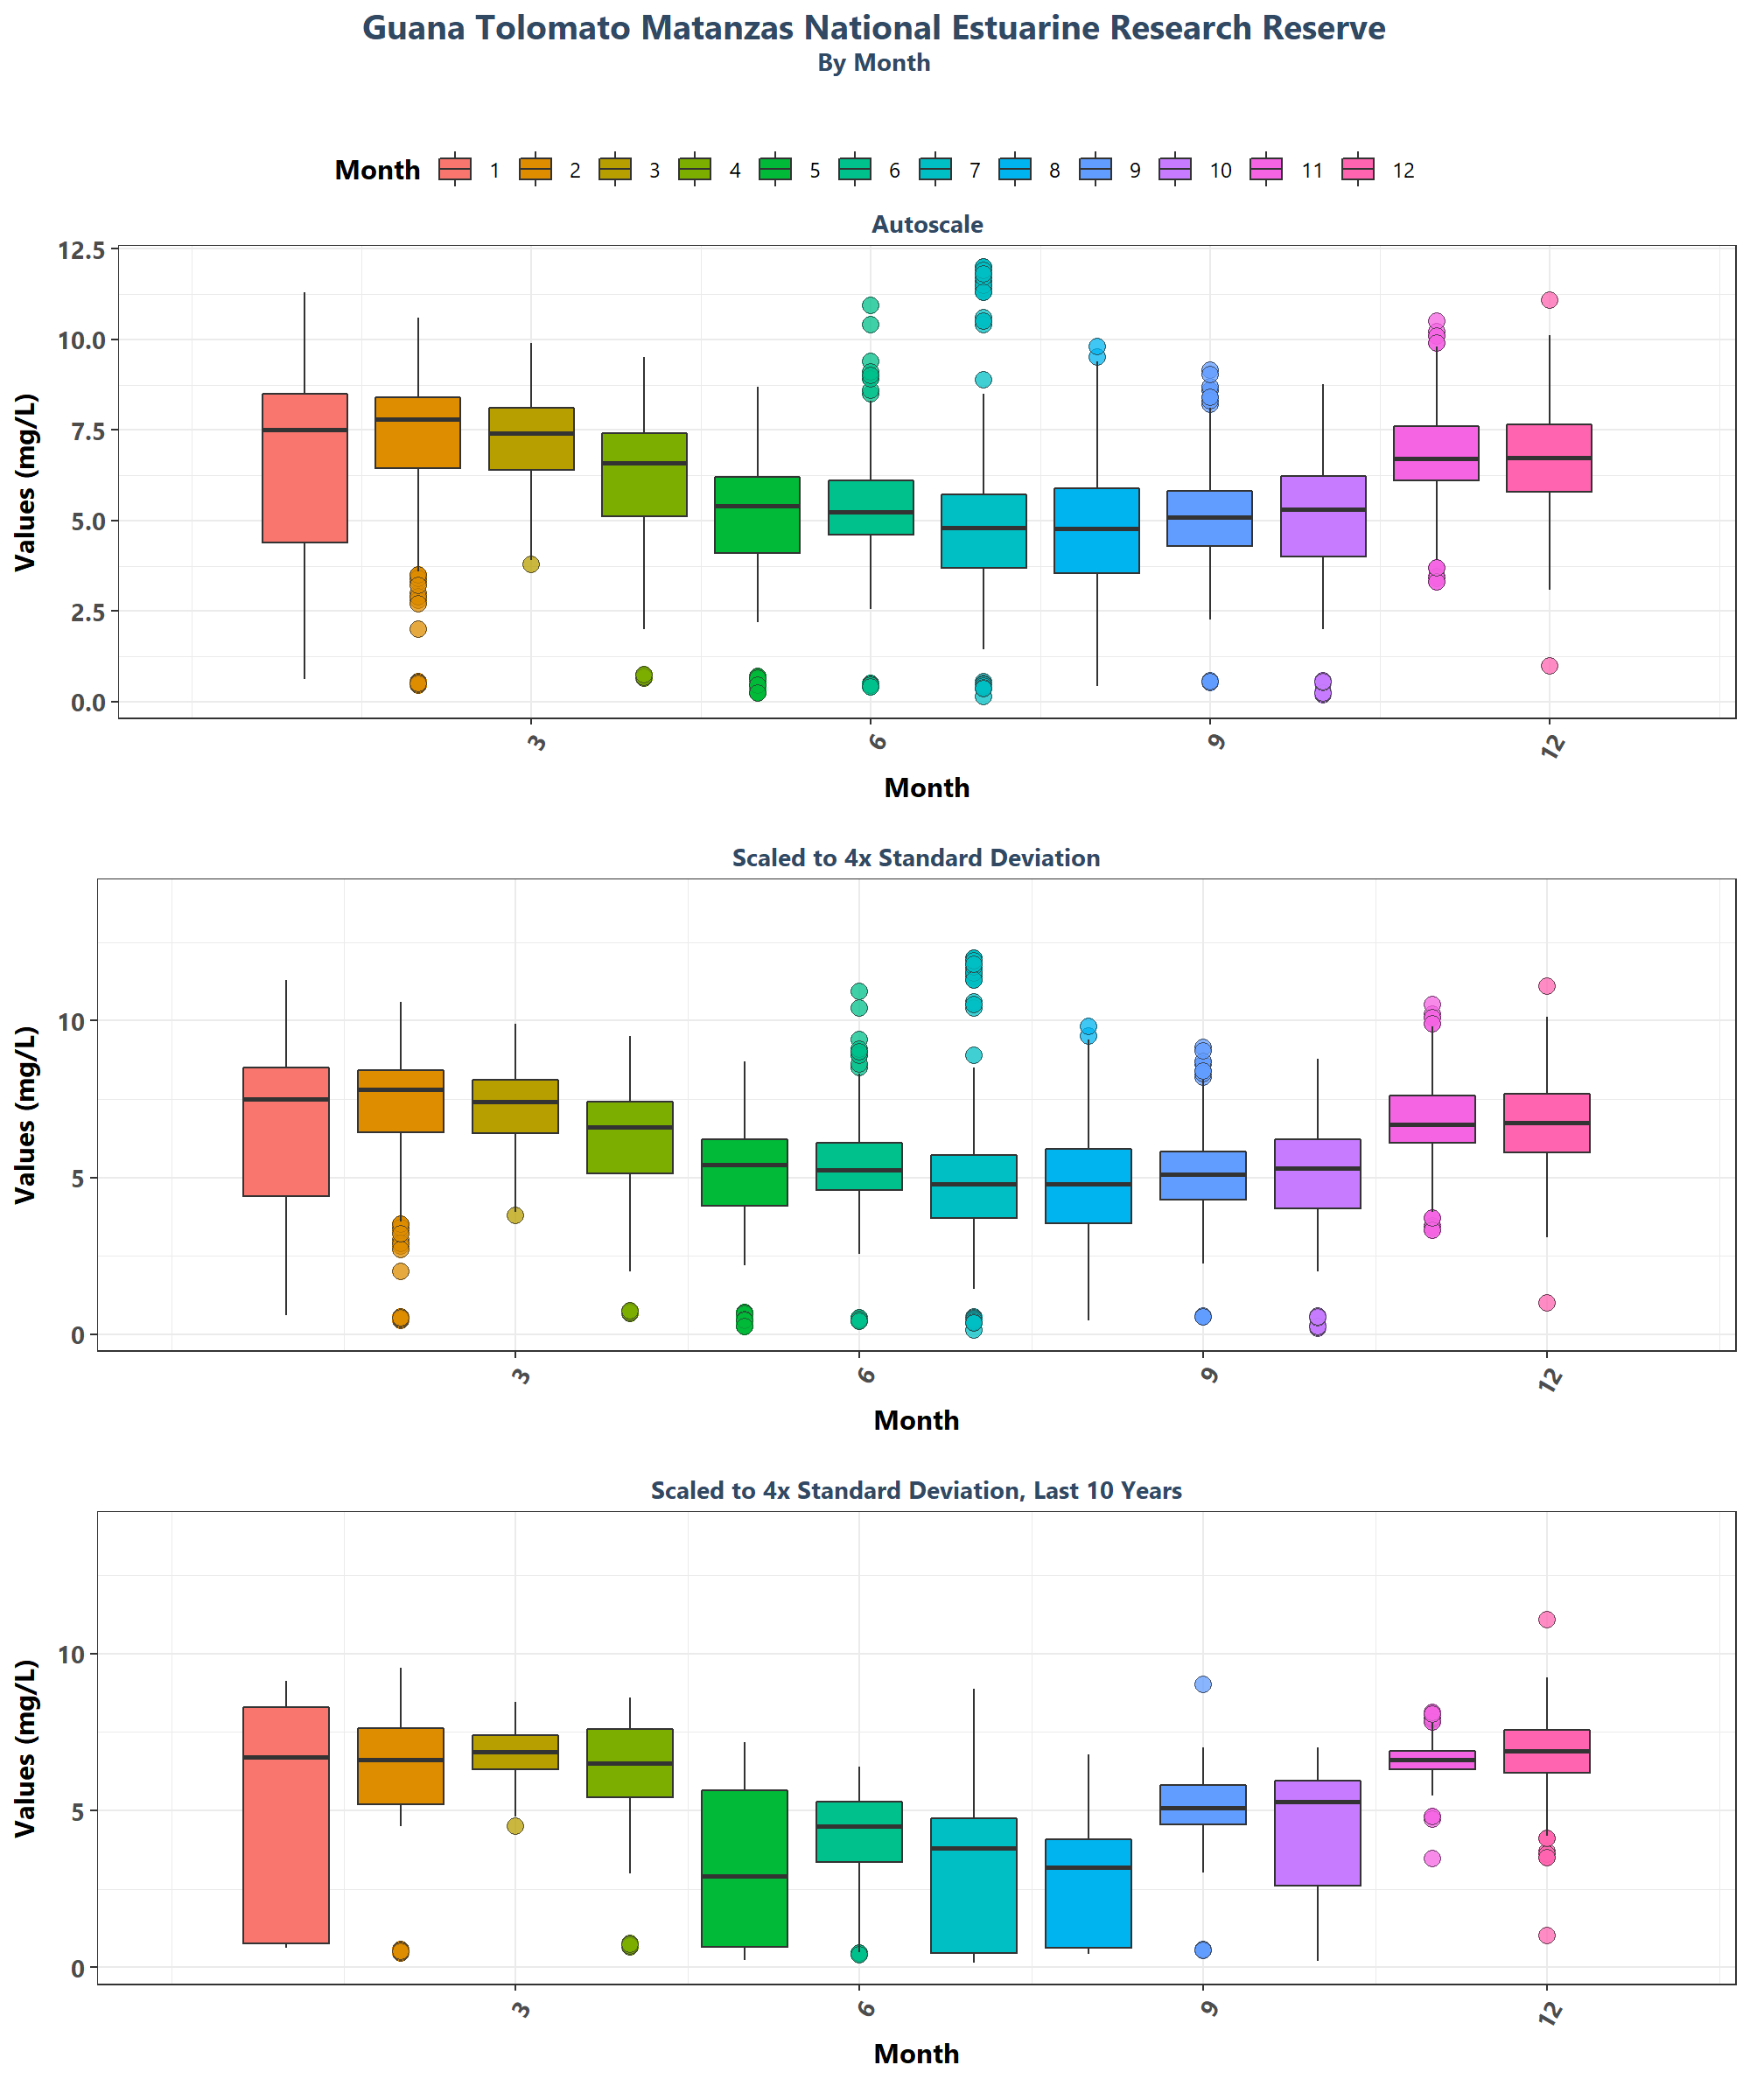 Guana Tolomato Matanzas National Estuarine Research Reserve
By Month
Month 1 2 3 4 5 6 7 8 9 10 11 12
Autoscale
Values (mg/L)
12.5
10.0
7.5
5.0
2.5
0.0
3 6 9 12
Month
Scaled to 4x Standard Deviation
Values (mg/L)
10
5
0
3 6 9 12
Month
Scaled to 4x Standard Deviation, Last 10 Years
Values (mg/L)
10
5
0
3 6 9 12
Month